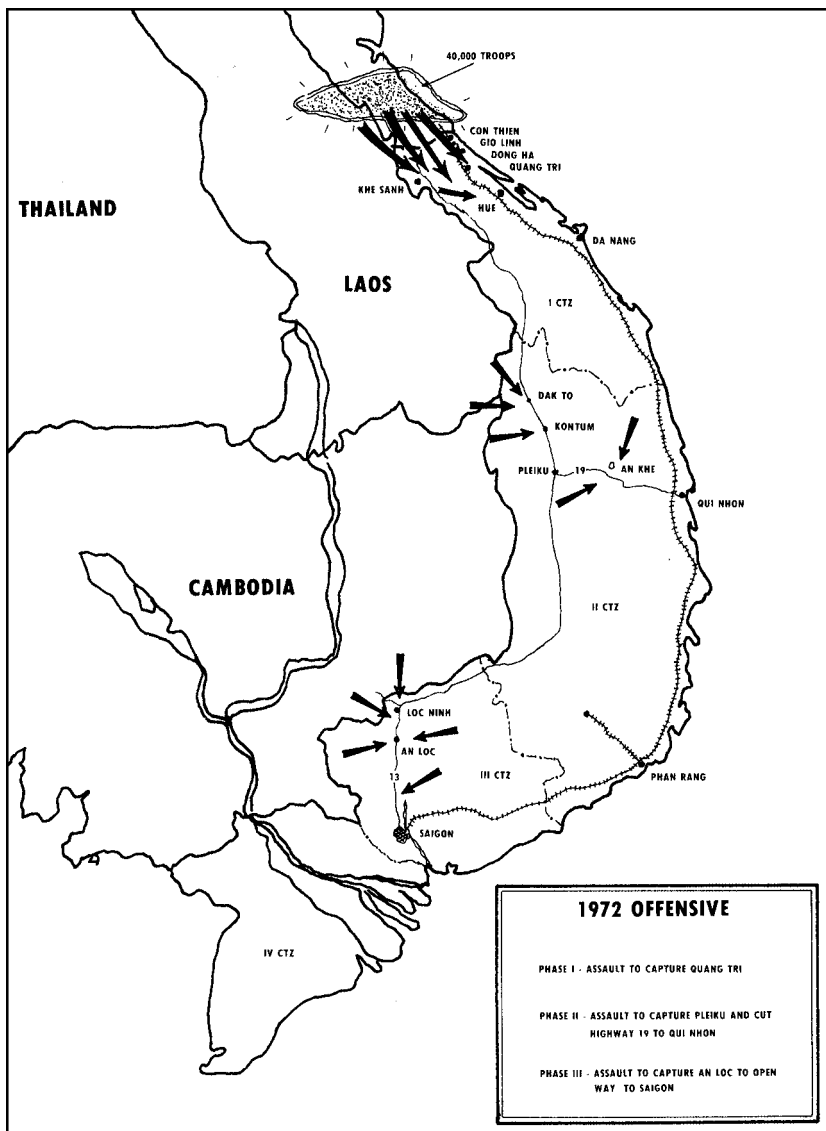 40,000 TROOPS
CON THIEN
GIO LINH
DONG HA
QUANG TRI
KHE SANH
HUE
THAILAND
DA NANG
LAOS
I CTZ
DAK TO
KONTUM
PLEIKU
19
AN KHE
QUI NHON
CAMBODIA
II CTZ
LOC NINH
AN LOC
13
III CTZ
PHAN RANG
SAIGON
IV CTZ
1972 OFFENSIVE
PHASE I - ASSAULT TO CAPTURE QUANG TRI
PHASE II - ASSAULT TO CAPTURE PLEIKU AND CUT
HIGHWAY 19 TO QUI NHON
PHASE III - ASSAULT TO CAPTURE AN LOC TO OPEN
WAY TO SAIGON